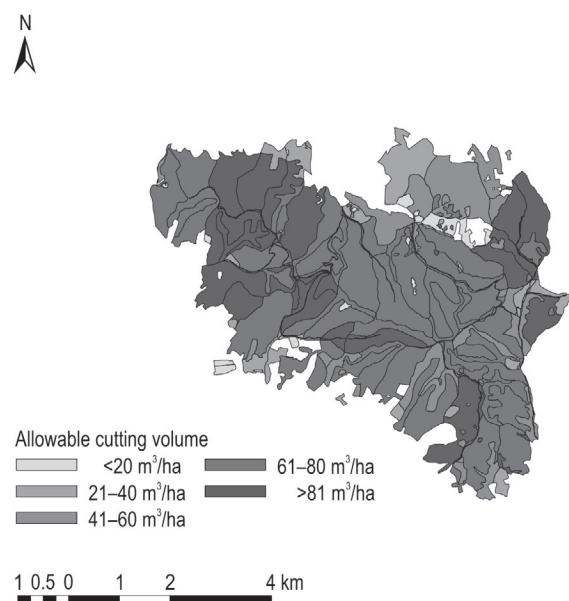 N
Allowable cutting volume
<20 m³/ha
61–80 m³/ha
21–40 m³/ha
>81 m³/ha
41–60 m³/ha
1 0.5 0 1 2 4 km